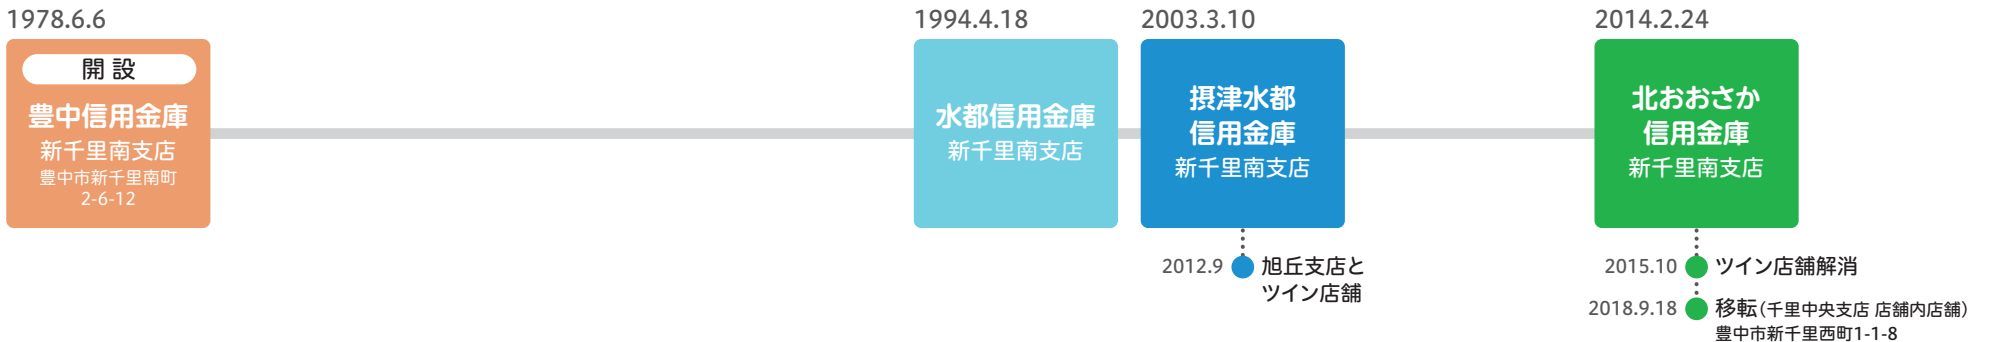 1978.6.6
開設
豊中信用金庫
新千里南支店
豊中市新千里南町
2-6-12
1994.4.18
水都信用金庫
新千里南支店
2003.3.10
摂津水都
信用金庫
新千里南支店
2012.9 旭丘支店と
ツイン店舗
2014.2.24
北おおさか
信用金庫
新千里南支店
2015.10 ツイン店舗解消
2018.9.18 移転(千里中央支店 店舗内店舗)
豊中市新千里西町1-1-8